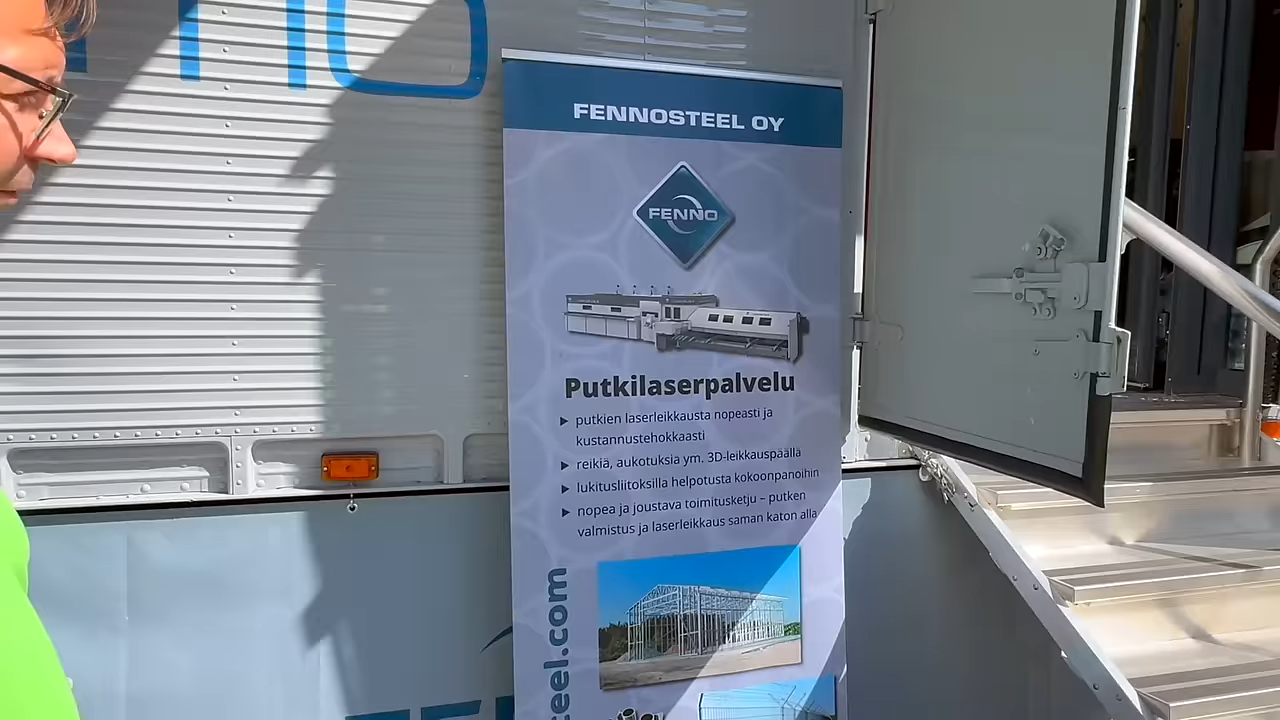 FENNOSTEEL OY
FENNO
Putkilaserpalvelu
putkien laserleikkausta nopeasti ja
kustannustehokkaasti
reikiä, aukotuksia ym. 3D-leikkauspäällä
lukitusliitoksilla helpotusta kokoonpanoihin
nopea ja joustava toimitusketju – putken
valmistus ja laserleikkaus saman katon alla
teel.com